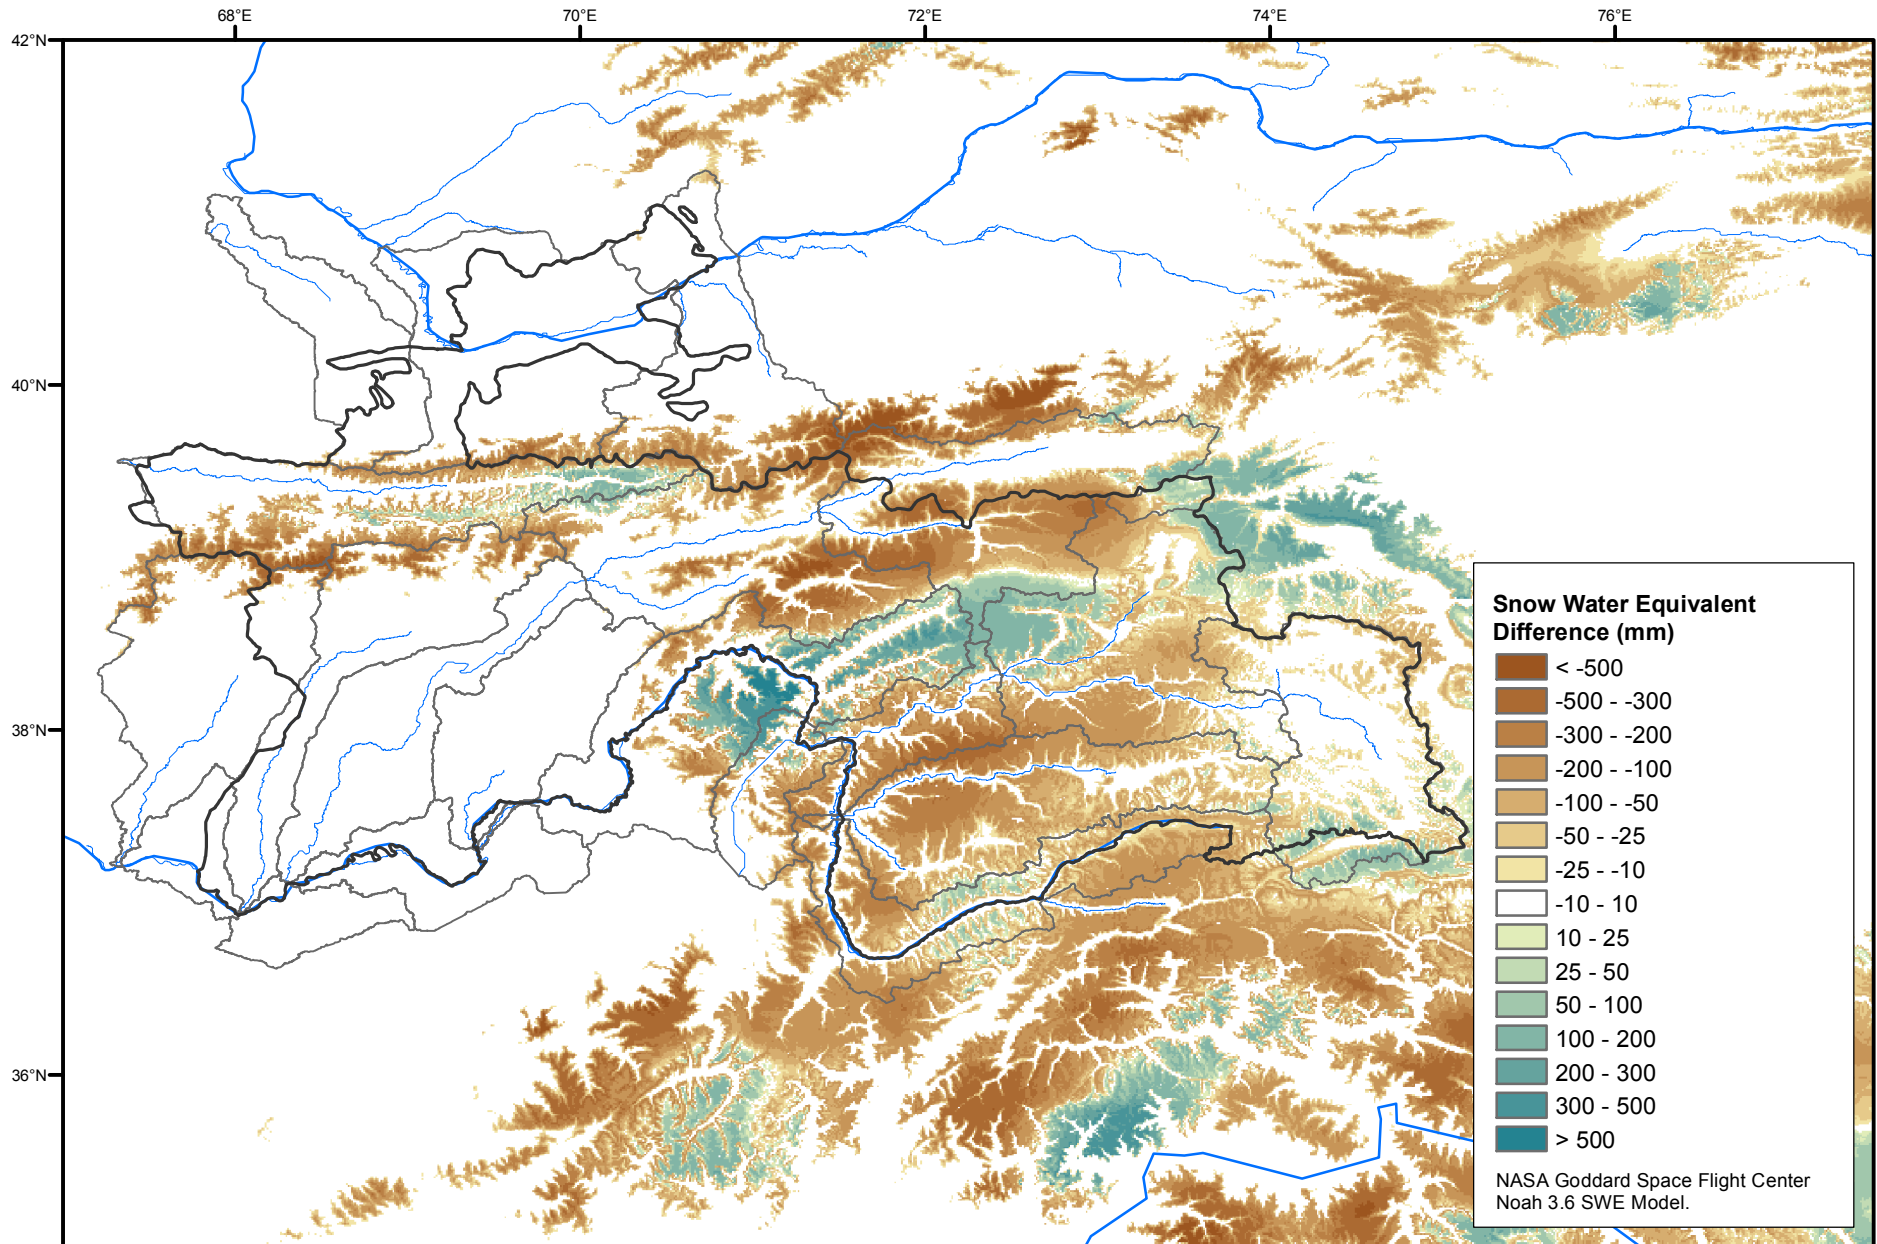 68°E 70°E 72°E 74°E 76°E
42°N
40°N
38°N
36°N
Snow Water Equivalent
Difference (mm)
< -500
-500 - -300
-300 - -200
-200 - -100
-100 - -50
-50 - -25
-25 - -10
-10 - 10
10 - 25
25 - 50
50 - 100
100 - 200
200 - 300
300 - 500
> 500
NASA Goddard Space Flight Center
Noah 3.6 SWE Model.